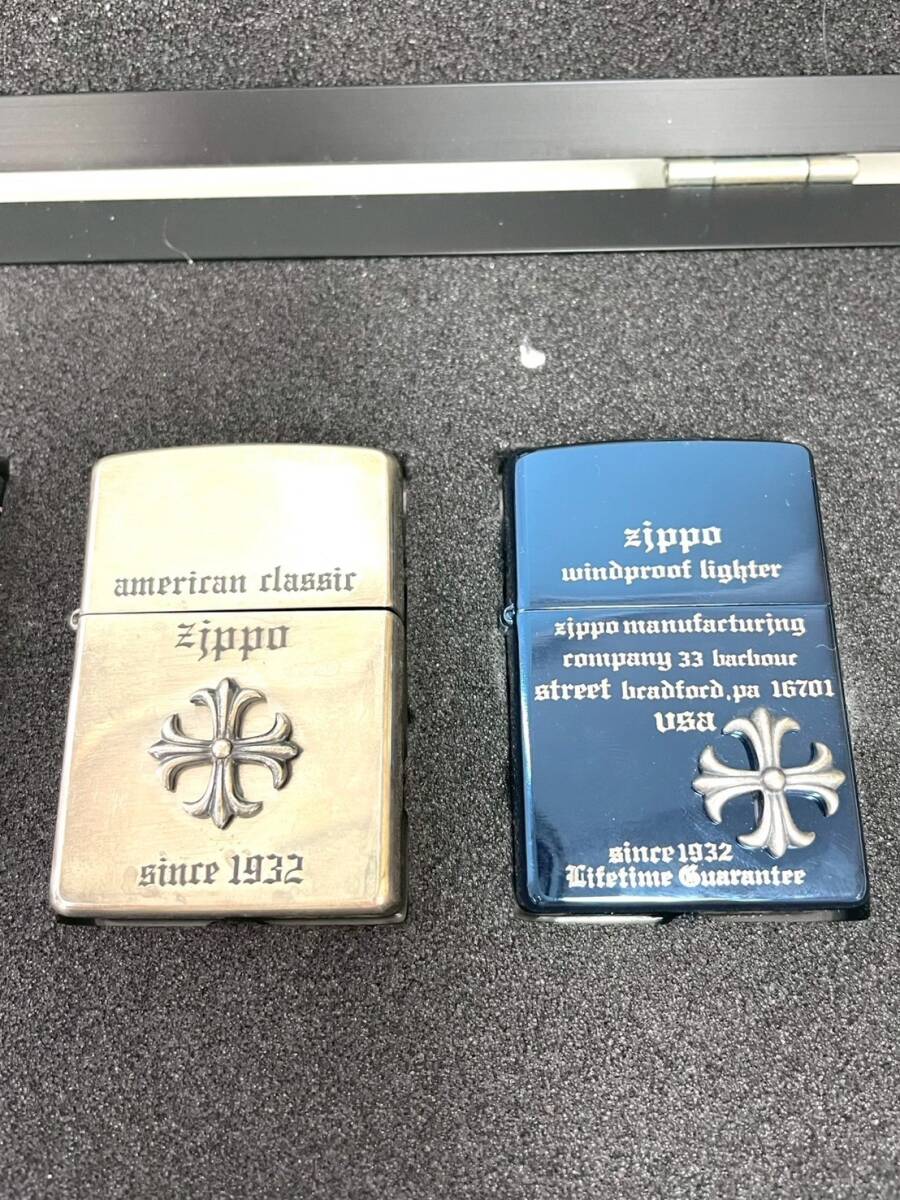 american classic
zippo
since 1932
zippo
windproof lighter
zippo manufacturing
company 33 barbour
street bradford, pa 16701
USA
since 1932
Lifetime Guarantee